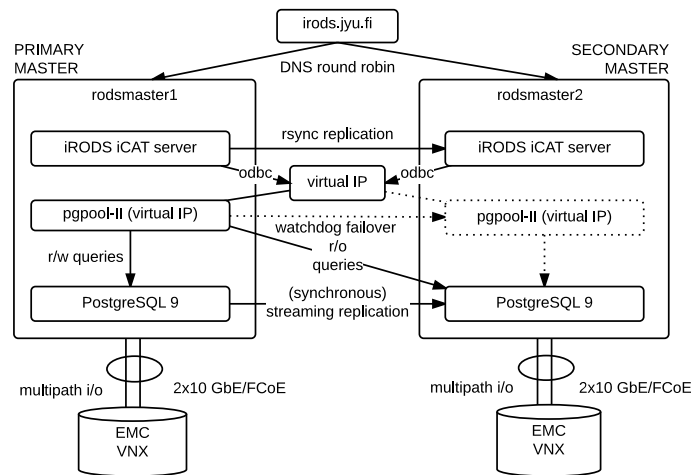 irods.jyu.fi
PRIMARY
MASTER
SECONDARY
MASTER
DNS round robin
rodsmaster1
rodsmaster2
iRODS iCAT server
rsync replication
iRODS iCAT server
odbc
virtual IP
odbc
pgpool-II (virtual IP)
pgpool-II (virtual IP)
watchdog failover
r/o
queries
r/w queries
PostgreSQL 9
(synchronous)
streaming replication
PostgreSQL 9
multipath i/o
2x10 GbE/FCoE
multipath i/o
2x10 GbE/FCoE
EMC
VNX
EMC
VNX